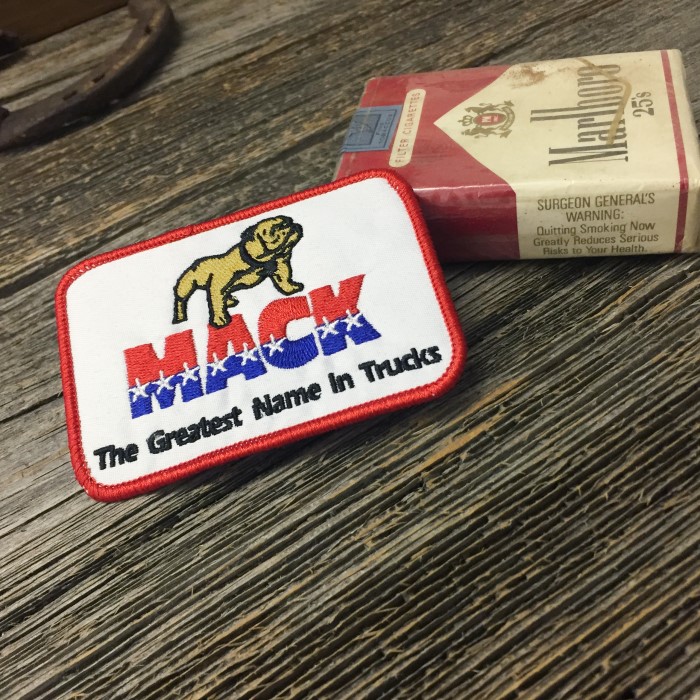 MACK
The Greatest Name in Trucks
FILTER CIGARETTES
Marlboro
25's
SURGEON GENERAL'S
WARNING:
Quitting Smoking Now
Greatly Reduces Serious
Risks to Your Health.